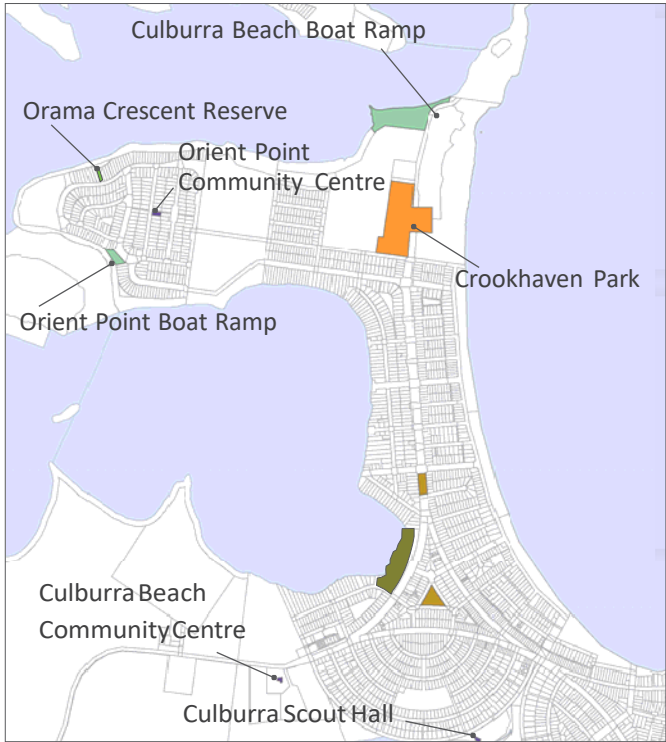 Culburra Beach Boat Ramp
Orama Crescent Reserve
Orient Point
Community Centre
Crookhaven Park
Orient Point Boat Ramp
Culburra Beach
Community Centre
Culburra Scout Hall